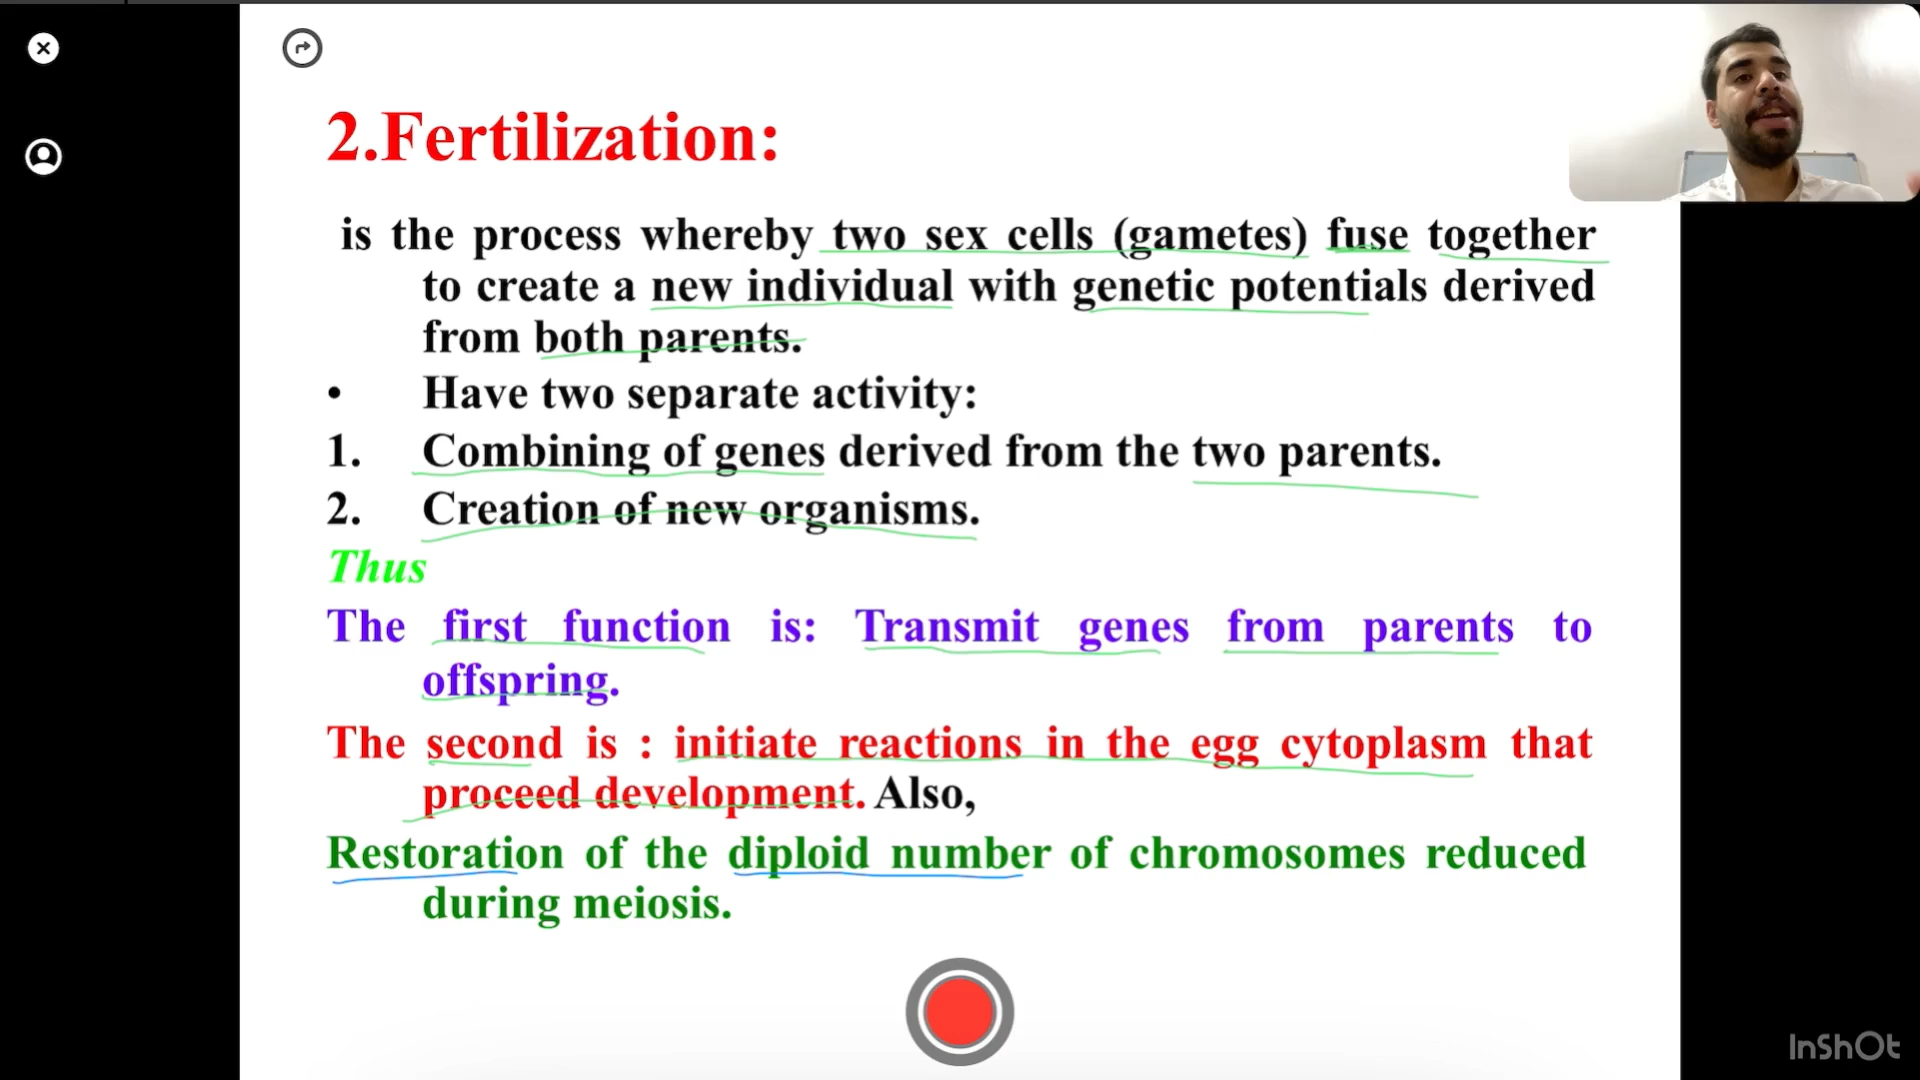 2.Fertilization:
is the process whereby two sex cells (gametes) fuse together
to create a new individual with genetic potentials derived
from both parents.
• Have two separate activity:
1. Combining of genes derived from the two parents.
2. Creation of new organisms.
Thus
The first function is: Transmit genes from parents to
offspring.
The second is : initiate reactions in the egg cytoplasm that
proceed development. Also,
Restoration of the diploid number of chromosomes reduced
during meiosis.
InShOt